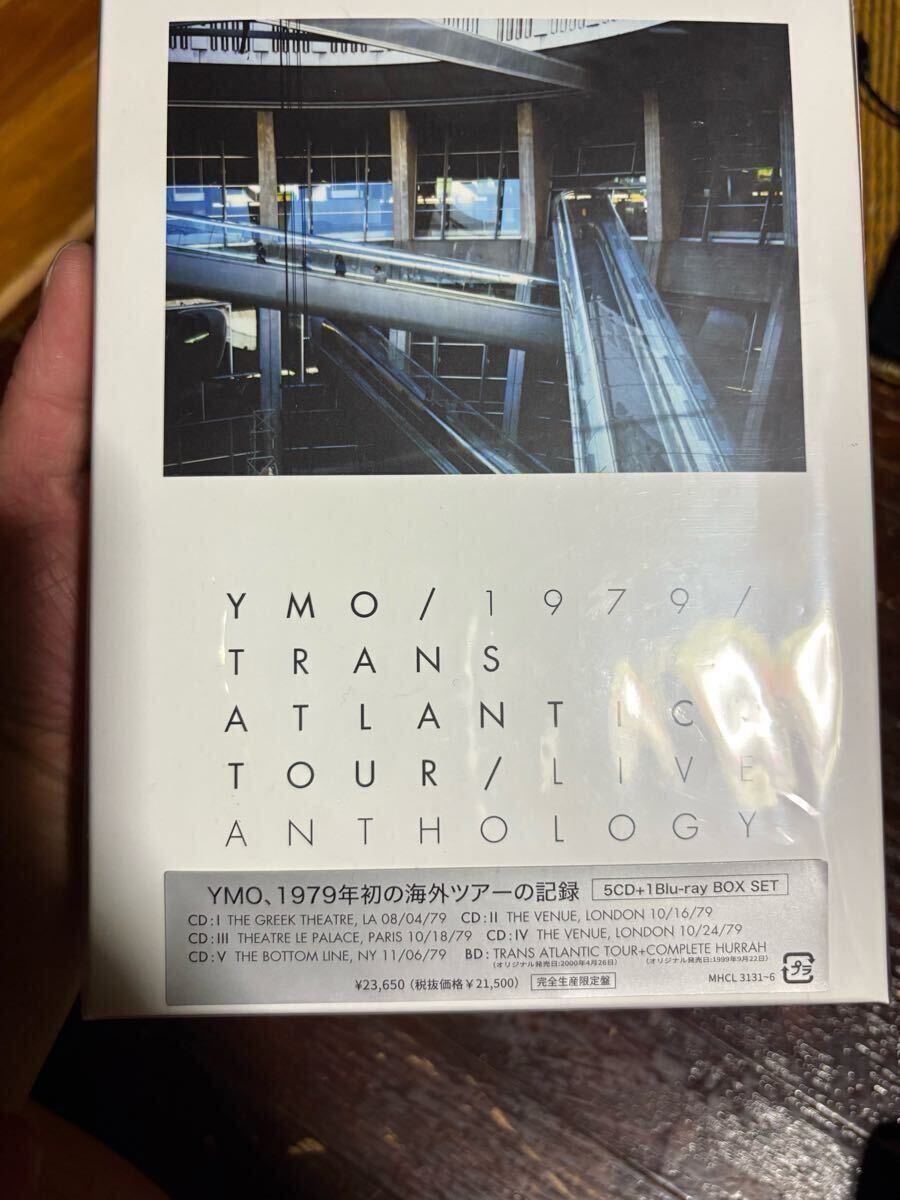 YMO/1979/
TRANS
ATLANTIC
TOUR/LIVE
ANTHOLOGY
YMO、1979年初の海外ツアーの記録 5CD+1Blu-ray BOX SET
CD:I THE GREEK THEATRE, LA 08/04/79 CD:II THE VENUE, LONDON 10/16/79
CD:III THEATRE LE PALACE, PARIS 10/18/79 CD:IV THE VENUE, LONDON 10/24/79
CD:V THE BOTTOM LINE, NY 11/06/79 BD: TRANS ATLANTIC TOUR+COMPLETE HURRAH
(オリジナル発売日:2000年4月26日) (オリジナル発売日:1999年9月22日)
¥23,650 (税抜価格¥21,500) 完全生産限定盤 MHCL 3131~6 プラ